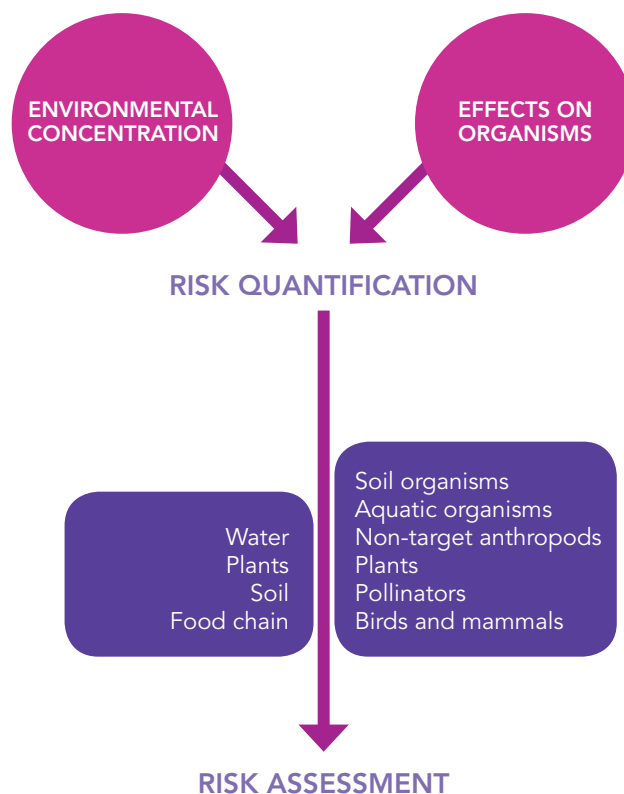 ENVIRONMENTAL
CONCENTRATION
EFFECTS ON
ORGANISMS
RISK QUANTIFICATION
Water
Plants
Soil
Food chain
Soil organisms
Aquatic organisms
Non-target anthropods
Plants
Pollinators
Birds and mammals
RISK ASSESSMENT